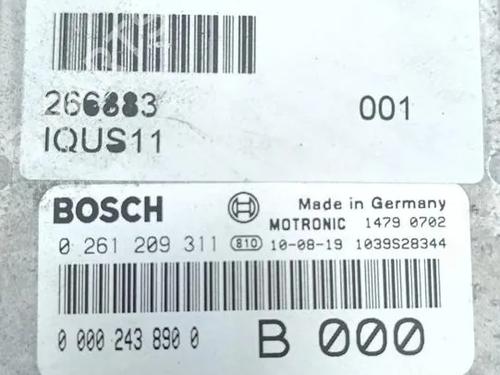 001
IQUS11
BOSCH
Made in Germany
MOTRONIC 1479 0702
0 261 209 311 810 10-08-19 1039S28344
0 000 243 890 0
B 000